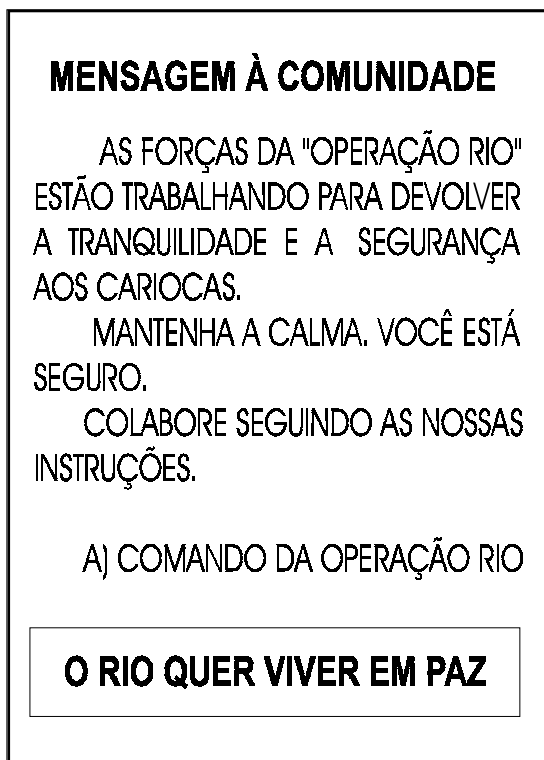 MENSAGEM À COMUNIDADE
AS FORÇAS DA "OPERAÇÃO RIO"
ESTÃO TRABALHANDO PARA DEVOLVER
A TRANQUILIDADE E A SEGURANÇA
AOS CARIOCAS.
MANTENHA A CALMA. VOCÊ ESTÁ
SEGURO.
COLABORE SEGUINDO AS NOSSAS
INSTRUÇÕES.
A) COMANDO DA OPERAÇÃO RIO
O RIO QUER VIVER EM PAZ